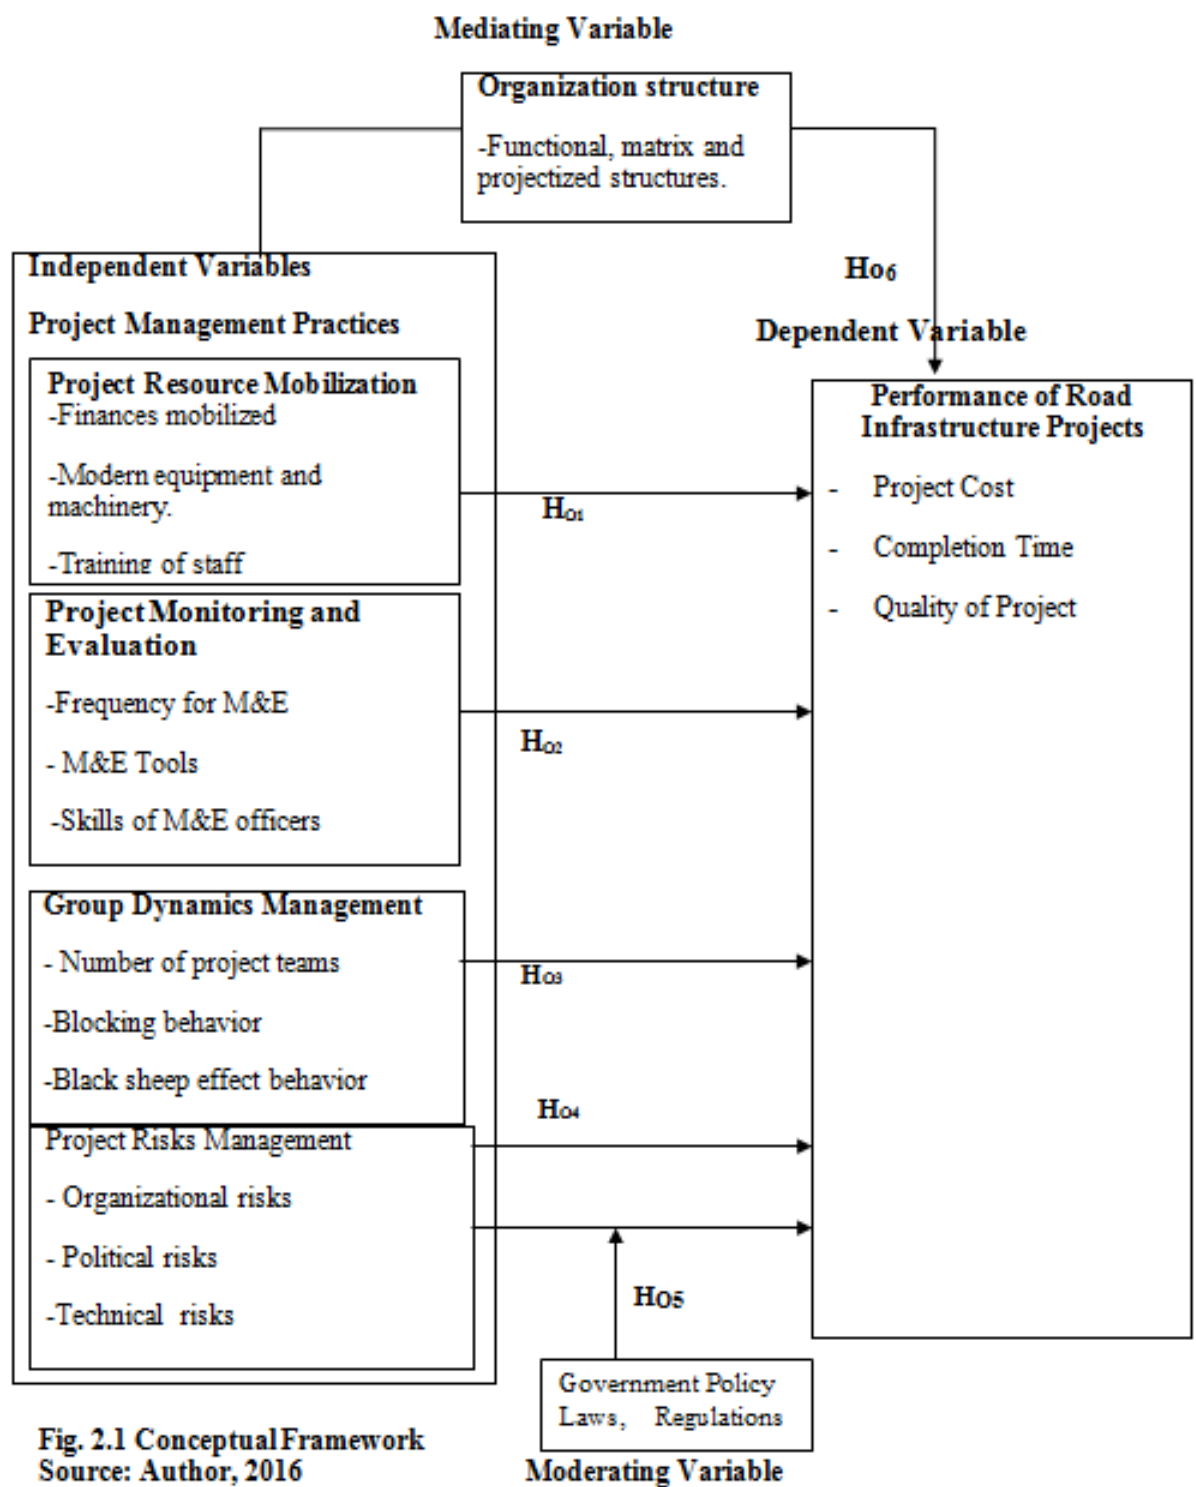 Mediating Variable
Organization structure
-Functional, matrix and
projectized structures.
Independent Variables
Project Management Practices
Project Resource Mobilization
-Finances mobilized
-Modern equipment and
machinery.
-Training of staff
Project Monitoring and
Evaluation
-Frequency for M&E
- M&E Tools
-Skills of M&E officers
Group Dynamics Management
- Number of project teams
-Blocking behavior
-Black sheep effect behavior
Project Risks Management
- Organizational risks
- Political risks
-Technical risks
HO1
HO2
HO3
HO4
HO5
Ho6
Dependent Variable
Performance of Road
Infrastructure Projects
- Project Cost
- Completion Time
- Quality of Project
Government Policy
Laws, Regulations
Moderating Variable
Fig. 2.1 Conceptual Framework
Source: Author, 2016